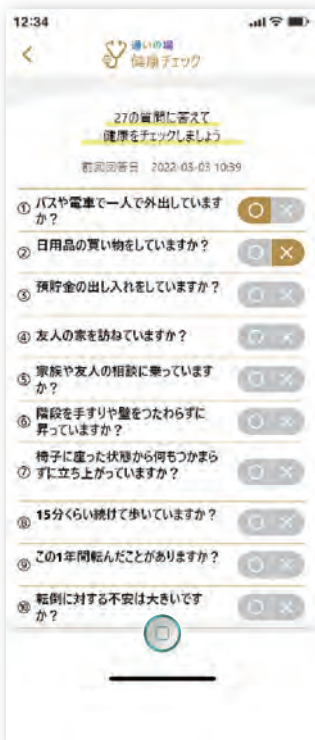 12:34
通いの場
健康チェック
27の質問に答えて
健康をチェックしましょう
前回回答日 2022-03-03 10:39
① バスや電車で一人で外出しています
か？
② 日用品の買い物をしていますか？
③ 預貯金の出し入れをしていますか？
④ 友人の家を訪ねていますか？
⑤ 家族や友人の相談に乗っています
か？
⑥ 階段を手すりや壁をつたわらずに
昇っていますか？
⑦ 椅子に座った状態から何もつかまら
ずに立ち上がっていますか？
⑧ 15分くらい続けて歩いていますか？
⑨ この1年間転んだことがありますか？
⑩ 転倒に対する不安は大きいです
か？